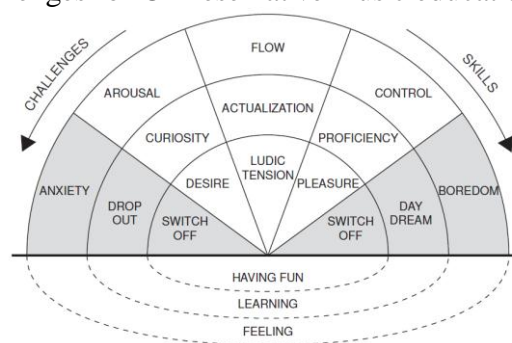 CHALLENGES
SKILLS
FLOW
AROUSAL
CONTROL
ACTUALIZATION
CURIOSITY
PROFICIENCY
LUDIC
TENSION
DESIRE
PLEASURE
ANXIETY
BOREDOM
DROP
OUT
DAY
DREAM
SWITCH
OFF
SWITCH
OFF
HAVING FUN
LEARNING
FEELING